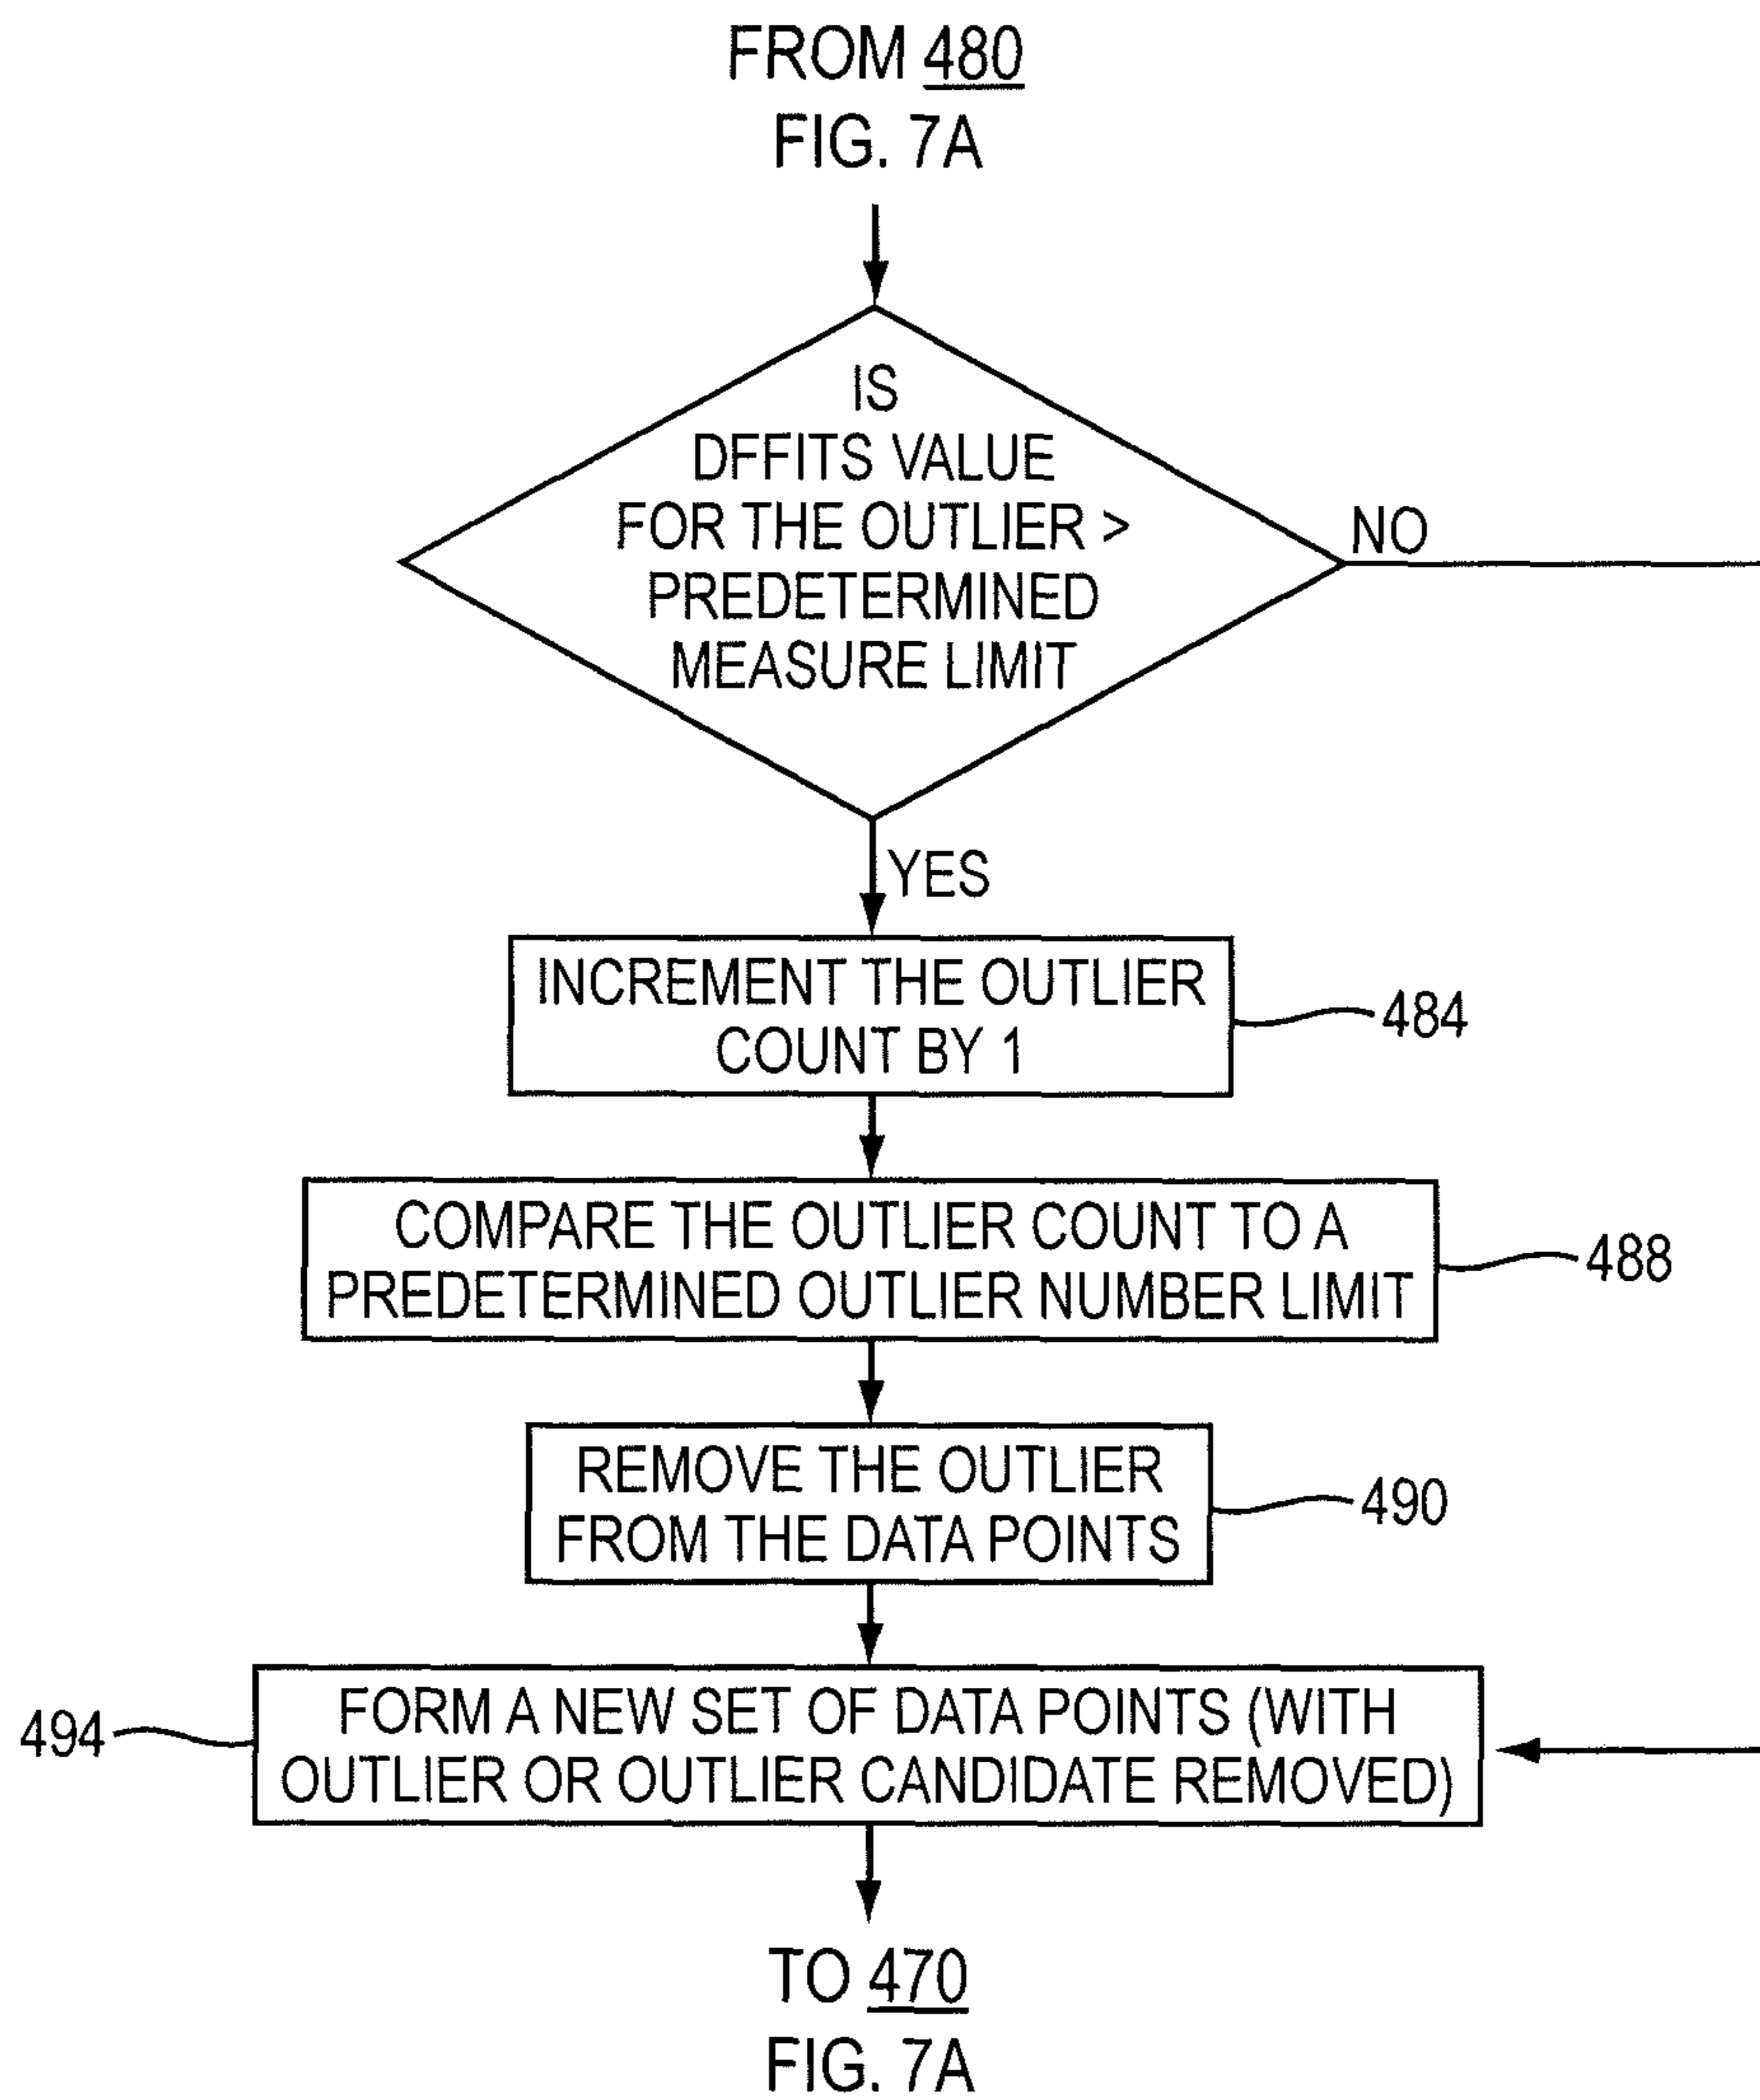 FROM 480
FIG. 7A
IS
DFFITS VALUE
FOR THE OUTLIER >
PREDETERMINED
MEASURE LIMIT
NO
YES
INCREMENT THE OUTLIER
COUNT BY 1
484
COMPARE THE OUTLIER COUNT TO A
PREDETERMINED OUTLIER NUMBER LIMIT
488
REMOVE THE OUTLIER
FROM THE DATA POINTS
490
494
FORM A NEW SET OF DATA POINTS (WITH
OUTLIER OR OUTLIER CANDIDATE REMOVED)
TO 470
FIG. 7A